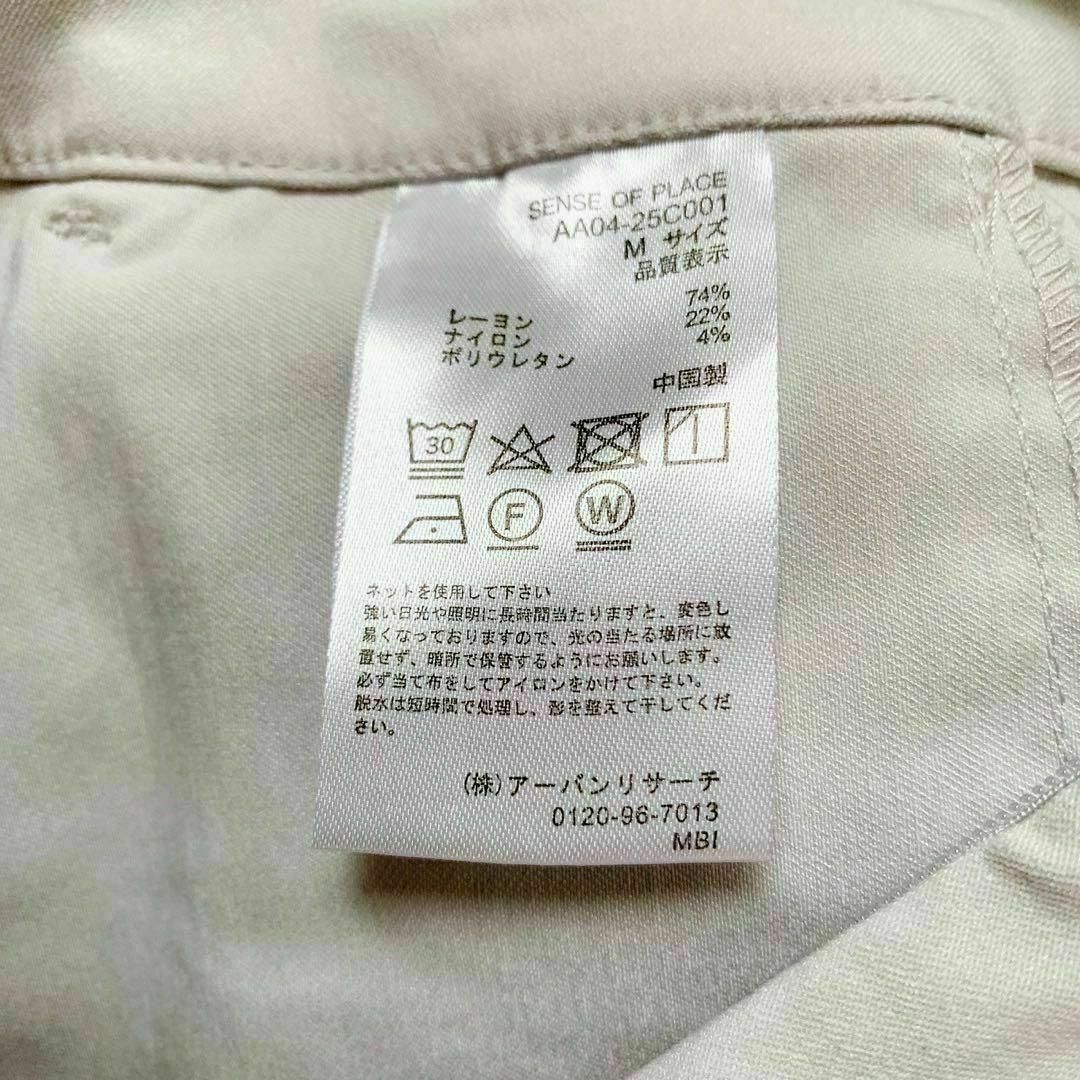 SENSE OF PLACE
AA04-25C001
M サイズ
品質表示
レーヨン 74%
ナイロン 22%
ポリウレタン 4%
中国製
30
F W
ネットを使用して下さい
強い日光や照明に長時間当たりますと、変色し
易くなっておりますので、光の当たる場所に放
置せず、暗所で保管するようにお願いします。
必ず当て布をしてアイロンをかけて下さい。
脱水は短時間で処理し、形を整えて干してくだ
さい。
(株)アーバンリサーチ
0120-96-7013
MBI